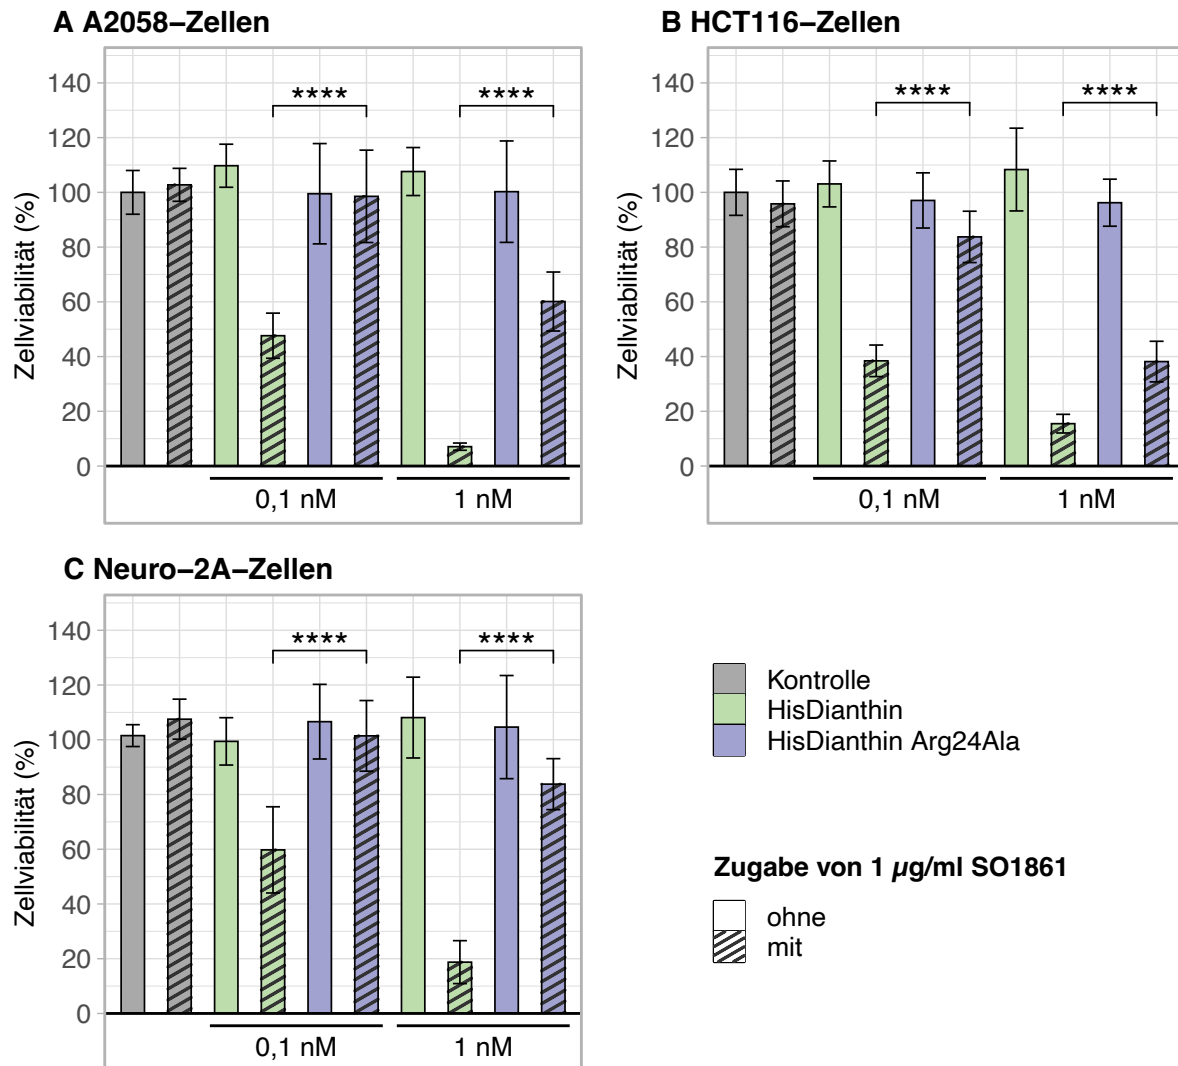 A A2058–Zellen
Zellviabilität (%)
140
120
100
80
60
40
20
0
****
****
0,1 nM
1 nM
B HCT116–Zellen
Zellviabilität (%)
140
120
100
80
60
40
20
0
****
****
0,1 nM
1 nM
C Neuro–2A–Zellen
Zellviabilität (%)
140
120
100
80
60
40
20
0
****
****
0,1 nM
1 nM
Kontrolle
HisDianthin
HisDianthin Arg24Ala
Zugabe von 1 µg/ml SO1861
ohne
mit